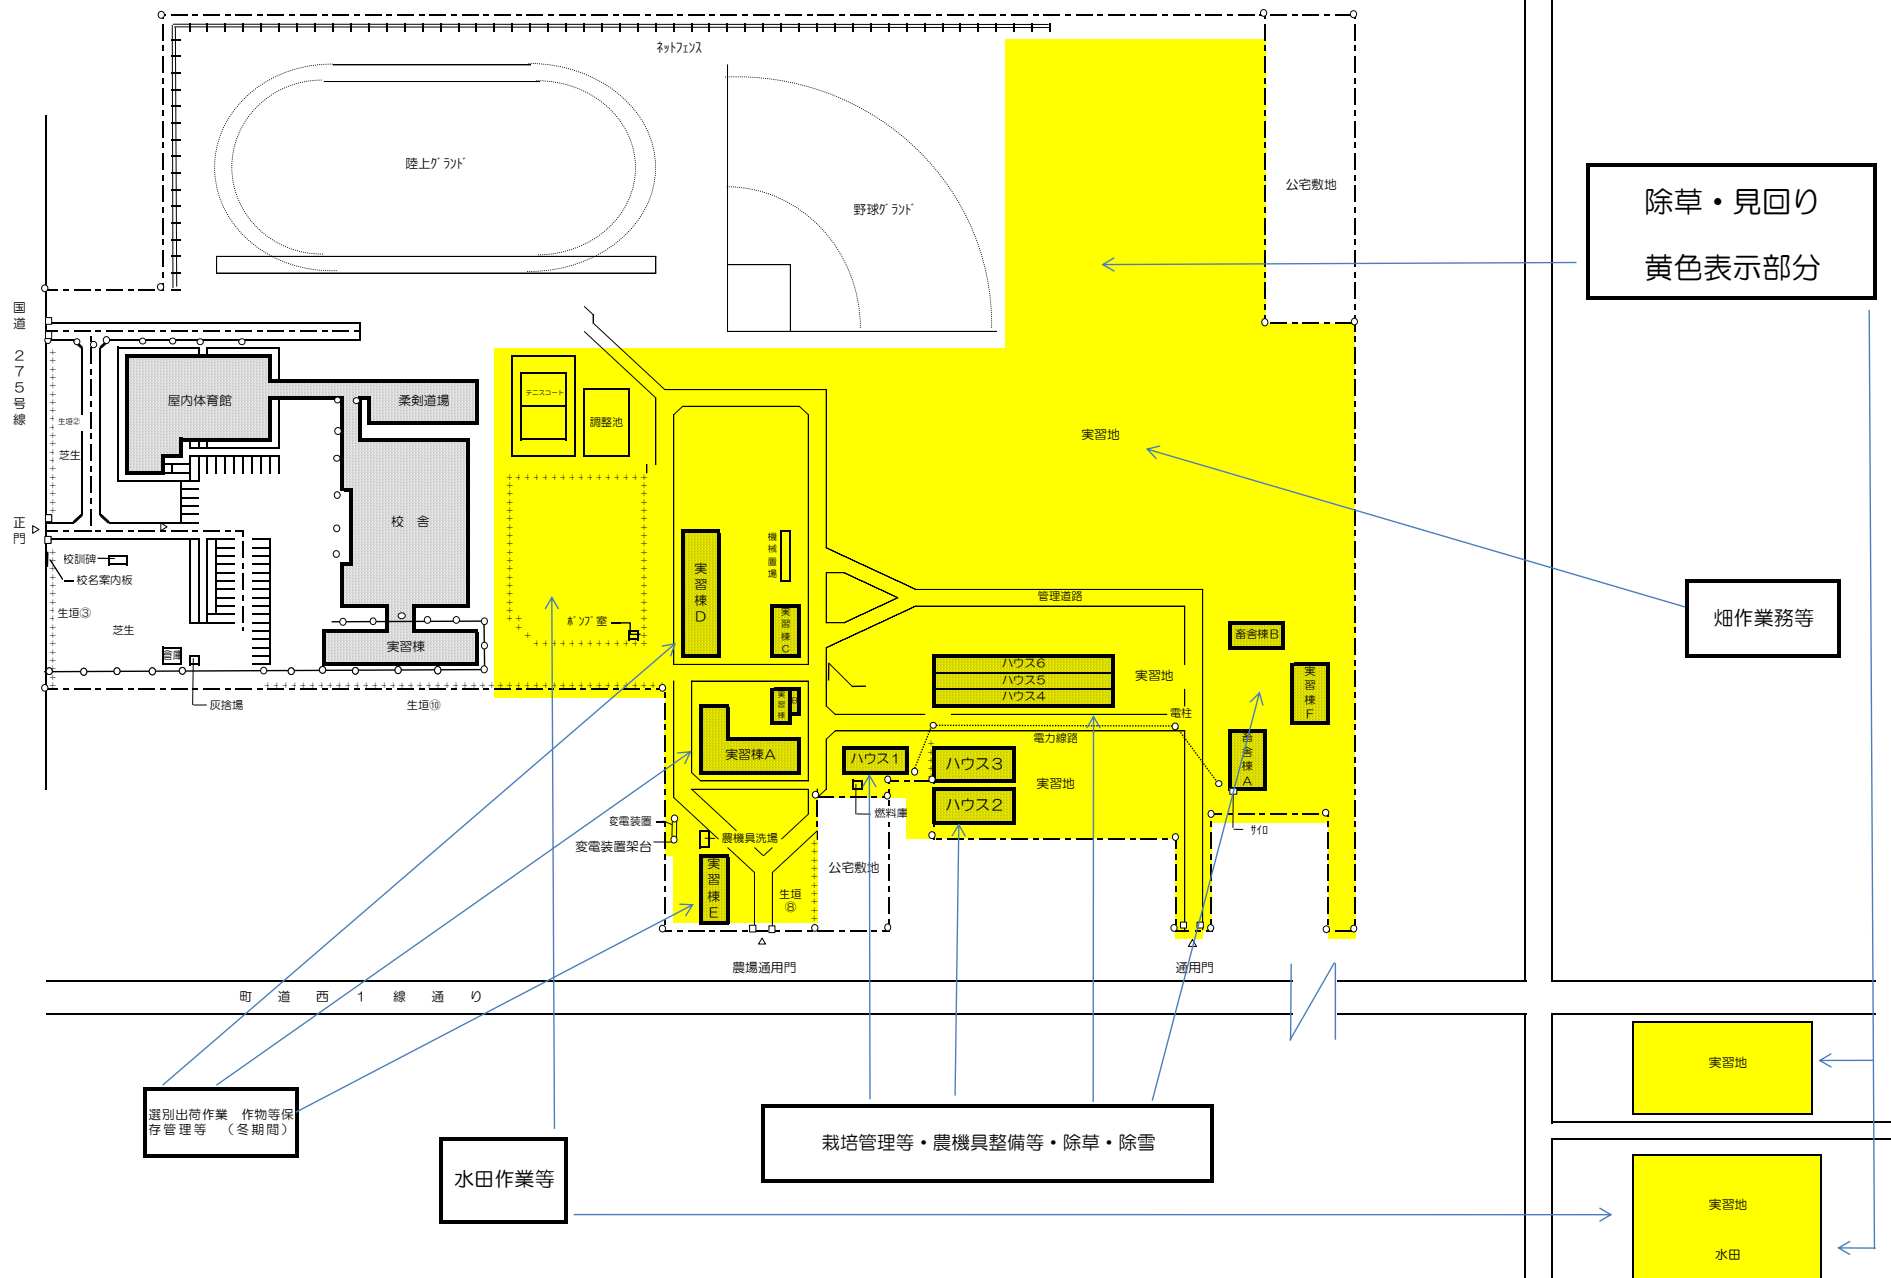 ﾈｯﾄﾌｪﾝｽ
陸上ｸﾞﾗﾝﾄﾞ
野球ｸﾞﾗﾝﾄﾞ
公宅敷地
除草・見回り
黄色表示部分
国道 275号線
屋内体育館
柔剣道場
テニスコート
調整池
生垣②
芝生
実習地
正門
校　舎
校訓碑
校名案内板
生垣③
芝生
倉庫
実習棟
灰捨場
生垣⑩
ﾎﾟﾝﾌﾟ室
実習棟D
機械置場
実習棟C
管理道路
畑作業務等
畜舎棟B
実習棟F
ハウス6
ハウス5
ハウス4
実習地
電柱
電力線路
実習棟
実習棟A
ハウス1
ハウス3
ハウス2
実習地
畜舎棟A
燃料庫
ｻｲﾛ
変電装置
変電装置架台
農機具洗場
実習棟E
生垣⑧
公宅敷地
農場通用門
通用門
町道西1線通り
実習地
選別出荷作業　作物等保
存管理等　（冬期間）
水田作業等
栽培管理等・農機具整備等・除草・除雪
実習地
水田